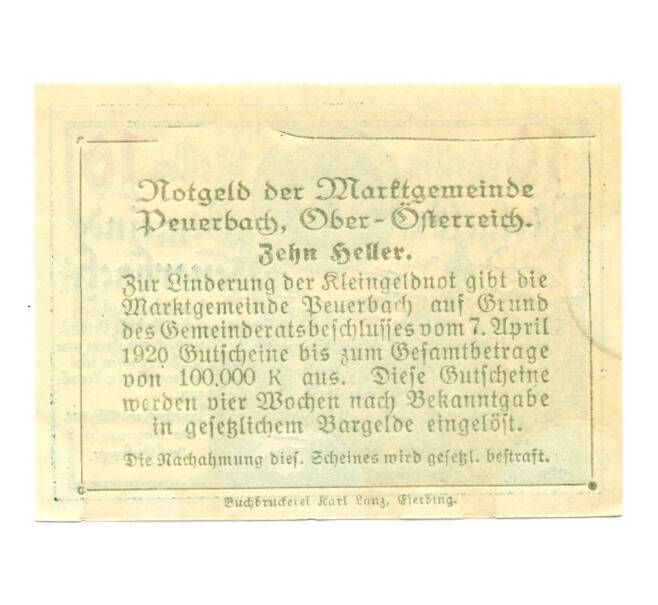 Notgeld der Marktgemeinde
Peuerbach, Ober-Österreich.
Zehn Heller.
Zur Linderung der Kleingeldnot gibt die
Marktgemeinde Peuerbach auf Grund
des Gemeinderatsbeschlusses vom 7. April
1920 Gutscheine bis zum Gesamtbetrage
von 100.000 K aus. Diese Gutscheine
werden vier Wochen nach Bekanntgabe
in gesetzlichem Bargelde eingelöst.
Die Nachahmung dies. Scheines wird gesetzl. bestraft.
Buchdruckerei Karl Lanz, Eferding.